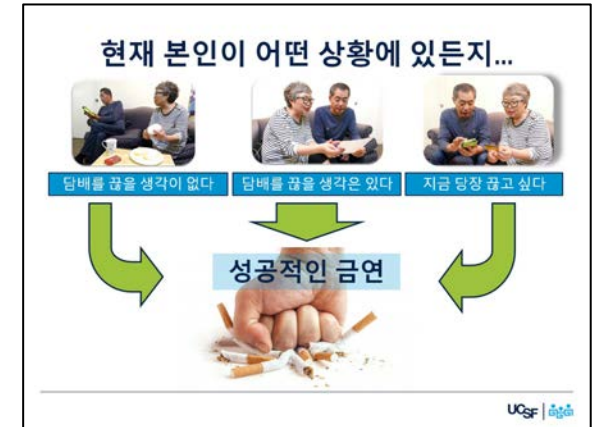 현재 본인이 어떤 상황에 있든지...
담배를 끊을 생각이 없다
담배를 끊을 생각은 있다
지금 당장 끊고 싶다
성공적인 금연
UCSF